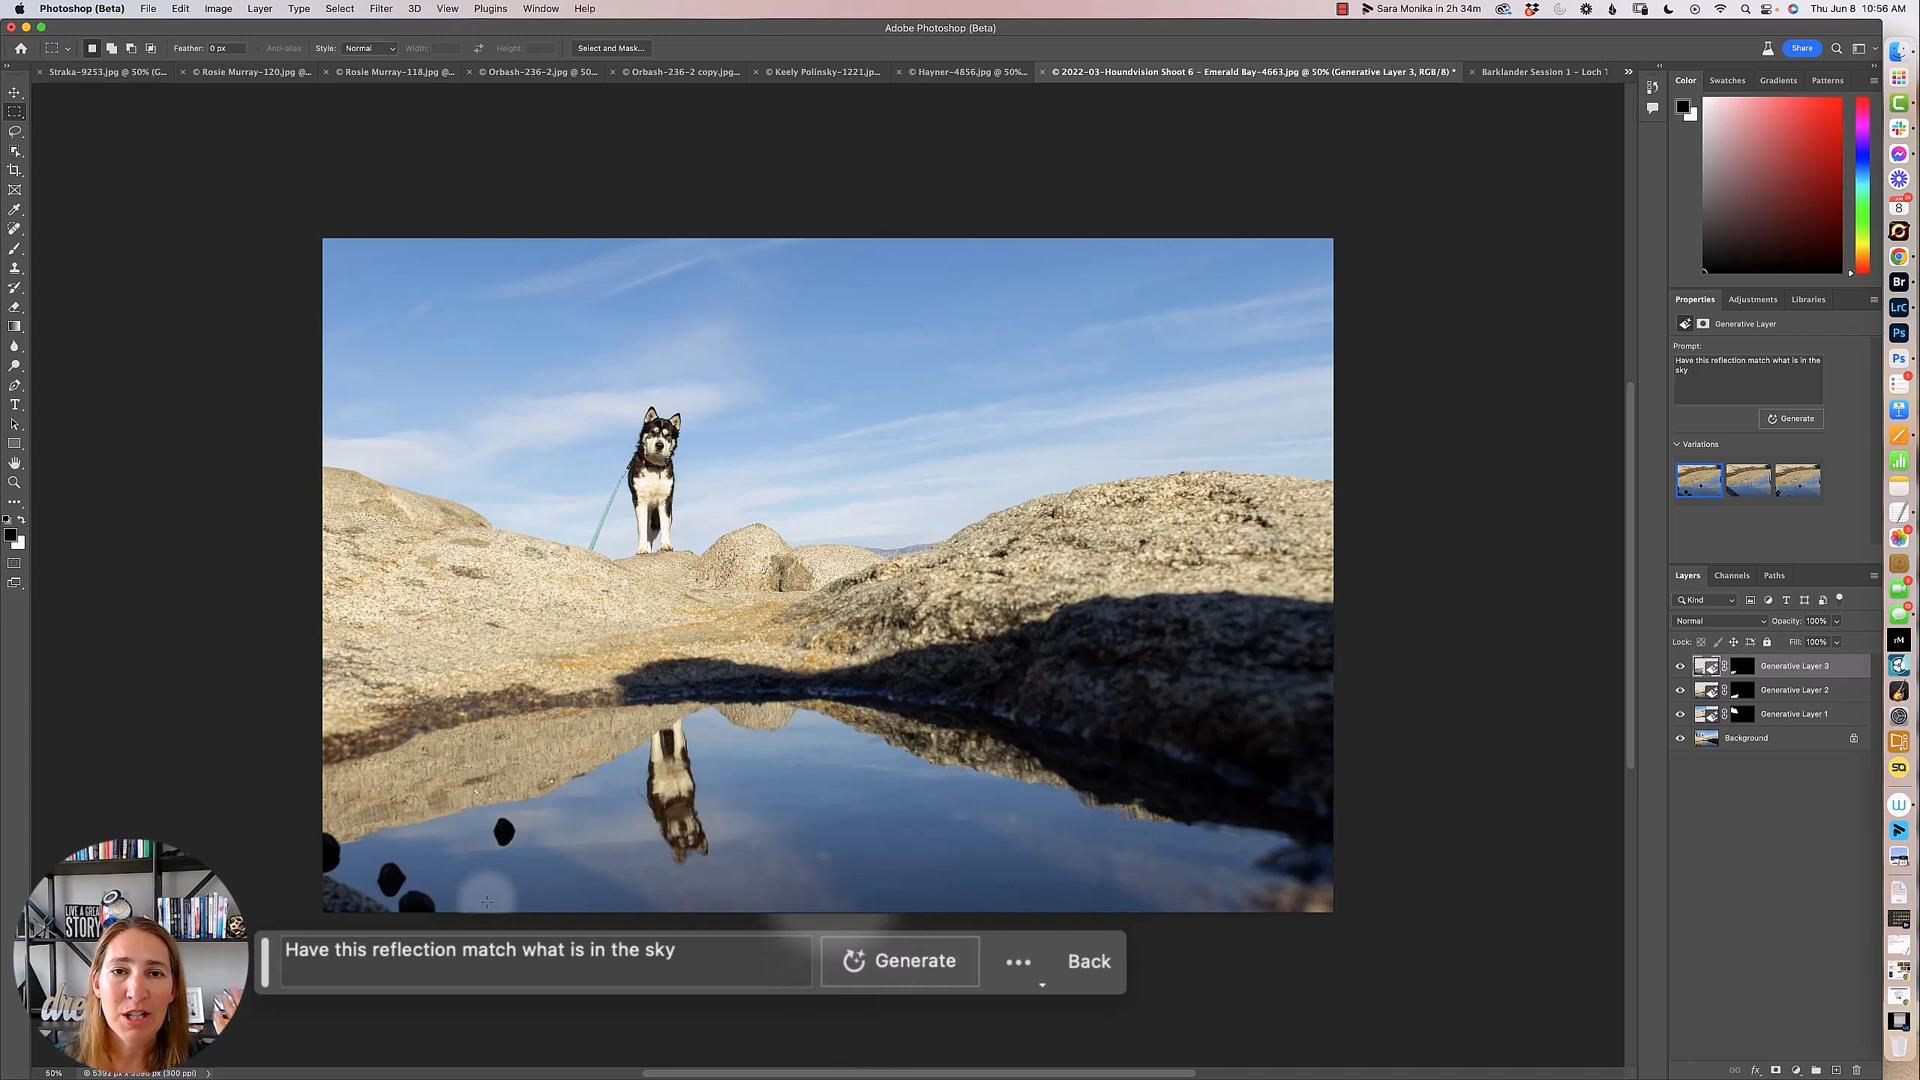 Photoshop (Beta) File Edit Image Layer Type Select Filter 3D View Plugins Window Help
Sara Monika in 2h 34m
Thu Jun 8 10:56 AM
Adobe Photoshop (Beta)
Feather: 0 px Anti-alias Style: Normal Width: Height: Select and Mask... Share
Straka-9253.jpg @ 50% (G...
© Rosie Murray-120.jpg @...
© Rosie Murray-118.jpg @...
© Orbash-236-2.jpg @ 50...
© Orbash-236-2 copy.jpg...
© Keely Polinsky-1221.jp...
© Hayner-4856.jpg @ 50%...
© 2022-03-Houndvision Shoot 6 - Emerald Bay-4663.jpg @ 50% (Generative Layer 3, RGB/8) *
Barklander Session 1 - Loch
Color Swatches Gradients Patterns
Properties Adjustments Libraries
Generative Layer
Prompt:
Have this reflection match what is in the
sky
Generate
Variations
Layers Channels Paths
Kind
Normal Opacity: 100%
Lock: Fill: 100%
Generative Layer 3
Generative Layer 2
Generative Layer 1
Background
LIVE A GREAT
STORY
Have this reflection match what is in the sky
Generate
Back
50%
8
Br
LrC
Ps
Ps
rM